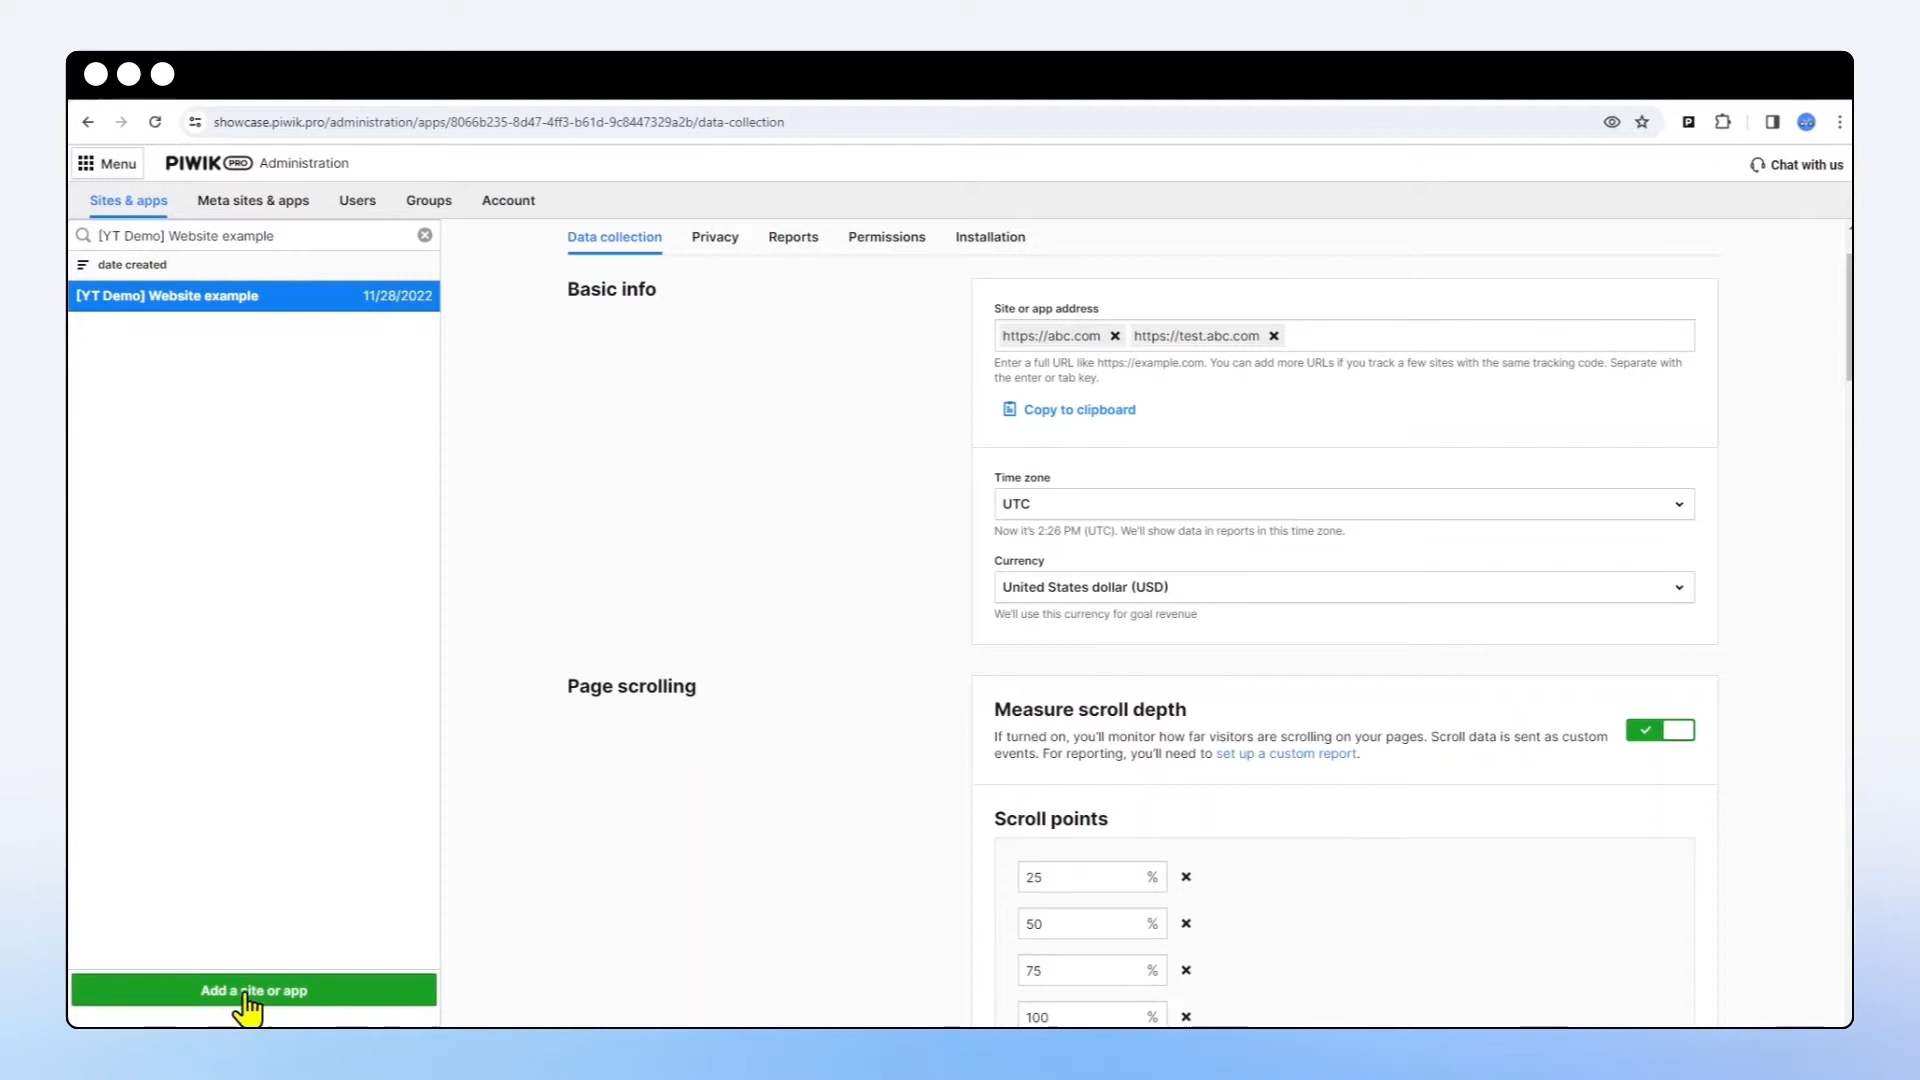 showcase.piwik.pro/administration/apps/8066b235-8d47-4ff3-b61d-9c8447329a2b/data-collection
Menu
PIWIK PRO Administration
Chat with us
Sites & apps
Meta sites & apps
Users
Groups
Account
[YT Demo] Website example
date created
[YT Demo] Website example 11/28/2022
Add a site or app
Data collection
Privacy
Reports
Permissions
Installation
Basic info
Site or app address
https://abc.com
https://test.abc.com
Enter a full URL like https://example.com. You can add more URLs if you track a few sites with the same tracking code. Separate with
the enter or tab key.
Copy to clipboard
Time zone
UTC
Now it's 2:26 PM (UTC). We'll show data in reports in this time zone.
Currency
United States dollar (USD)
We'll use this currency for goal revenue
Page scrolling
Measure scroll depth
If turned on, you'll monitor how far visitors are scrolling on your pages. Scroll data is sent as custom
events. For reporting, you'll need to set up a custom report.
Scroll points
25 %
50 %
75 %
100 %